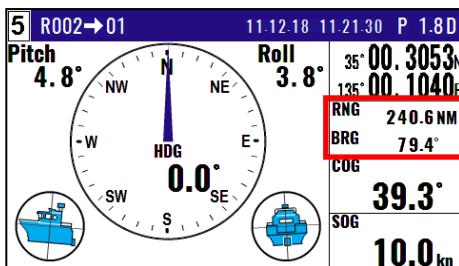 5 R002→01 11.12.18 11.21.30 P 1.8D
Pitch
4.8°
Roll
3.8°
N
NW
NE
W
E
HDG
0.0°
SW
SE
S
35°00.3053N
135°00.1040E
RNG
240.6NM
BRG
79.4°
COG
39.3°
SOG
10.0kn